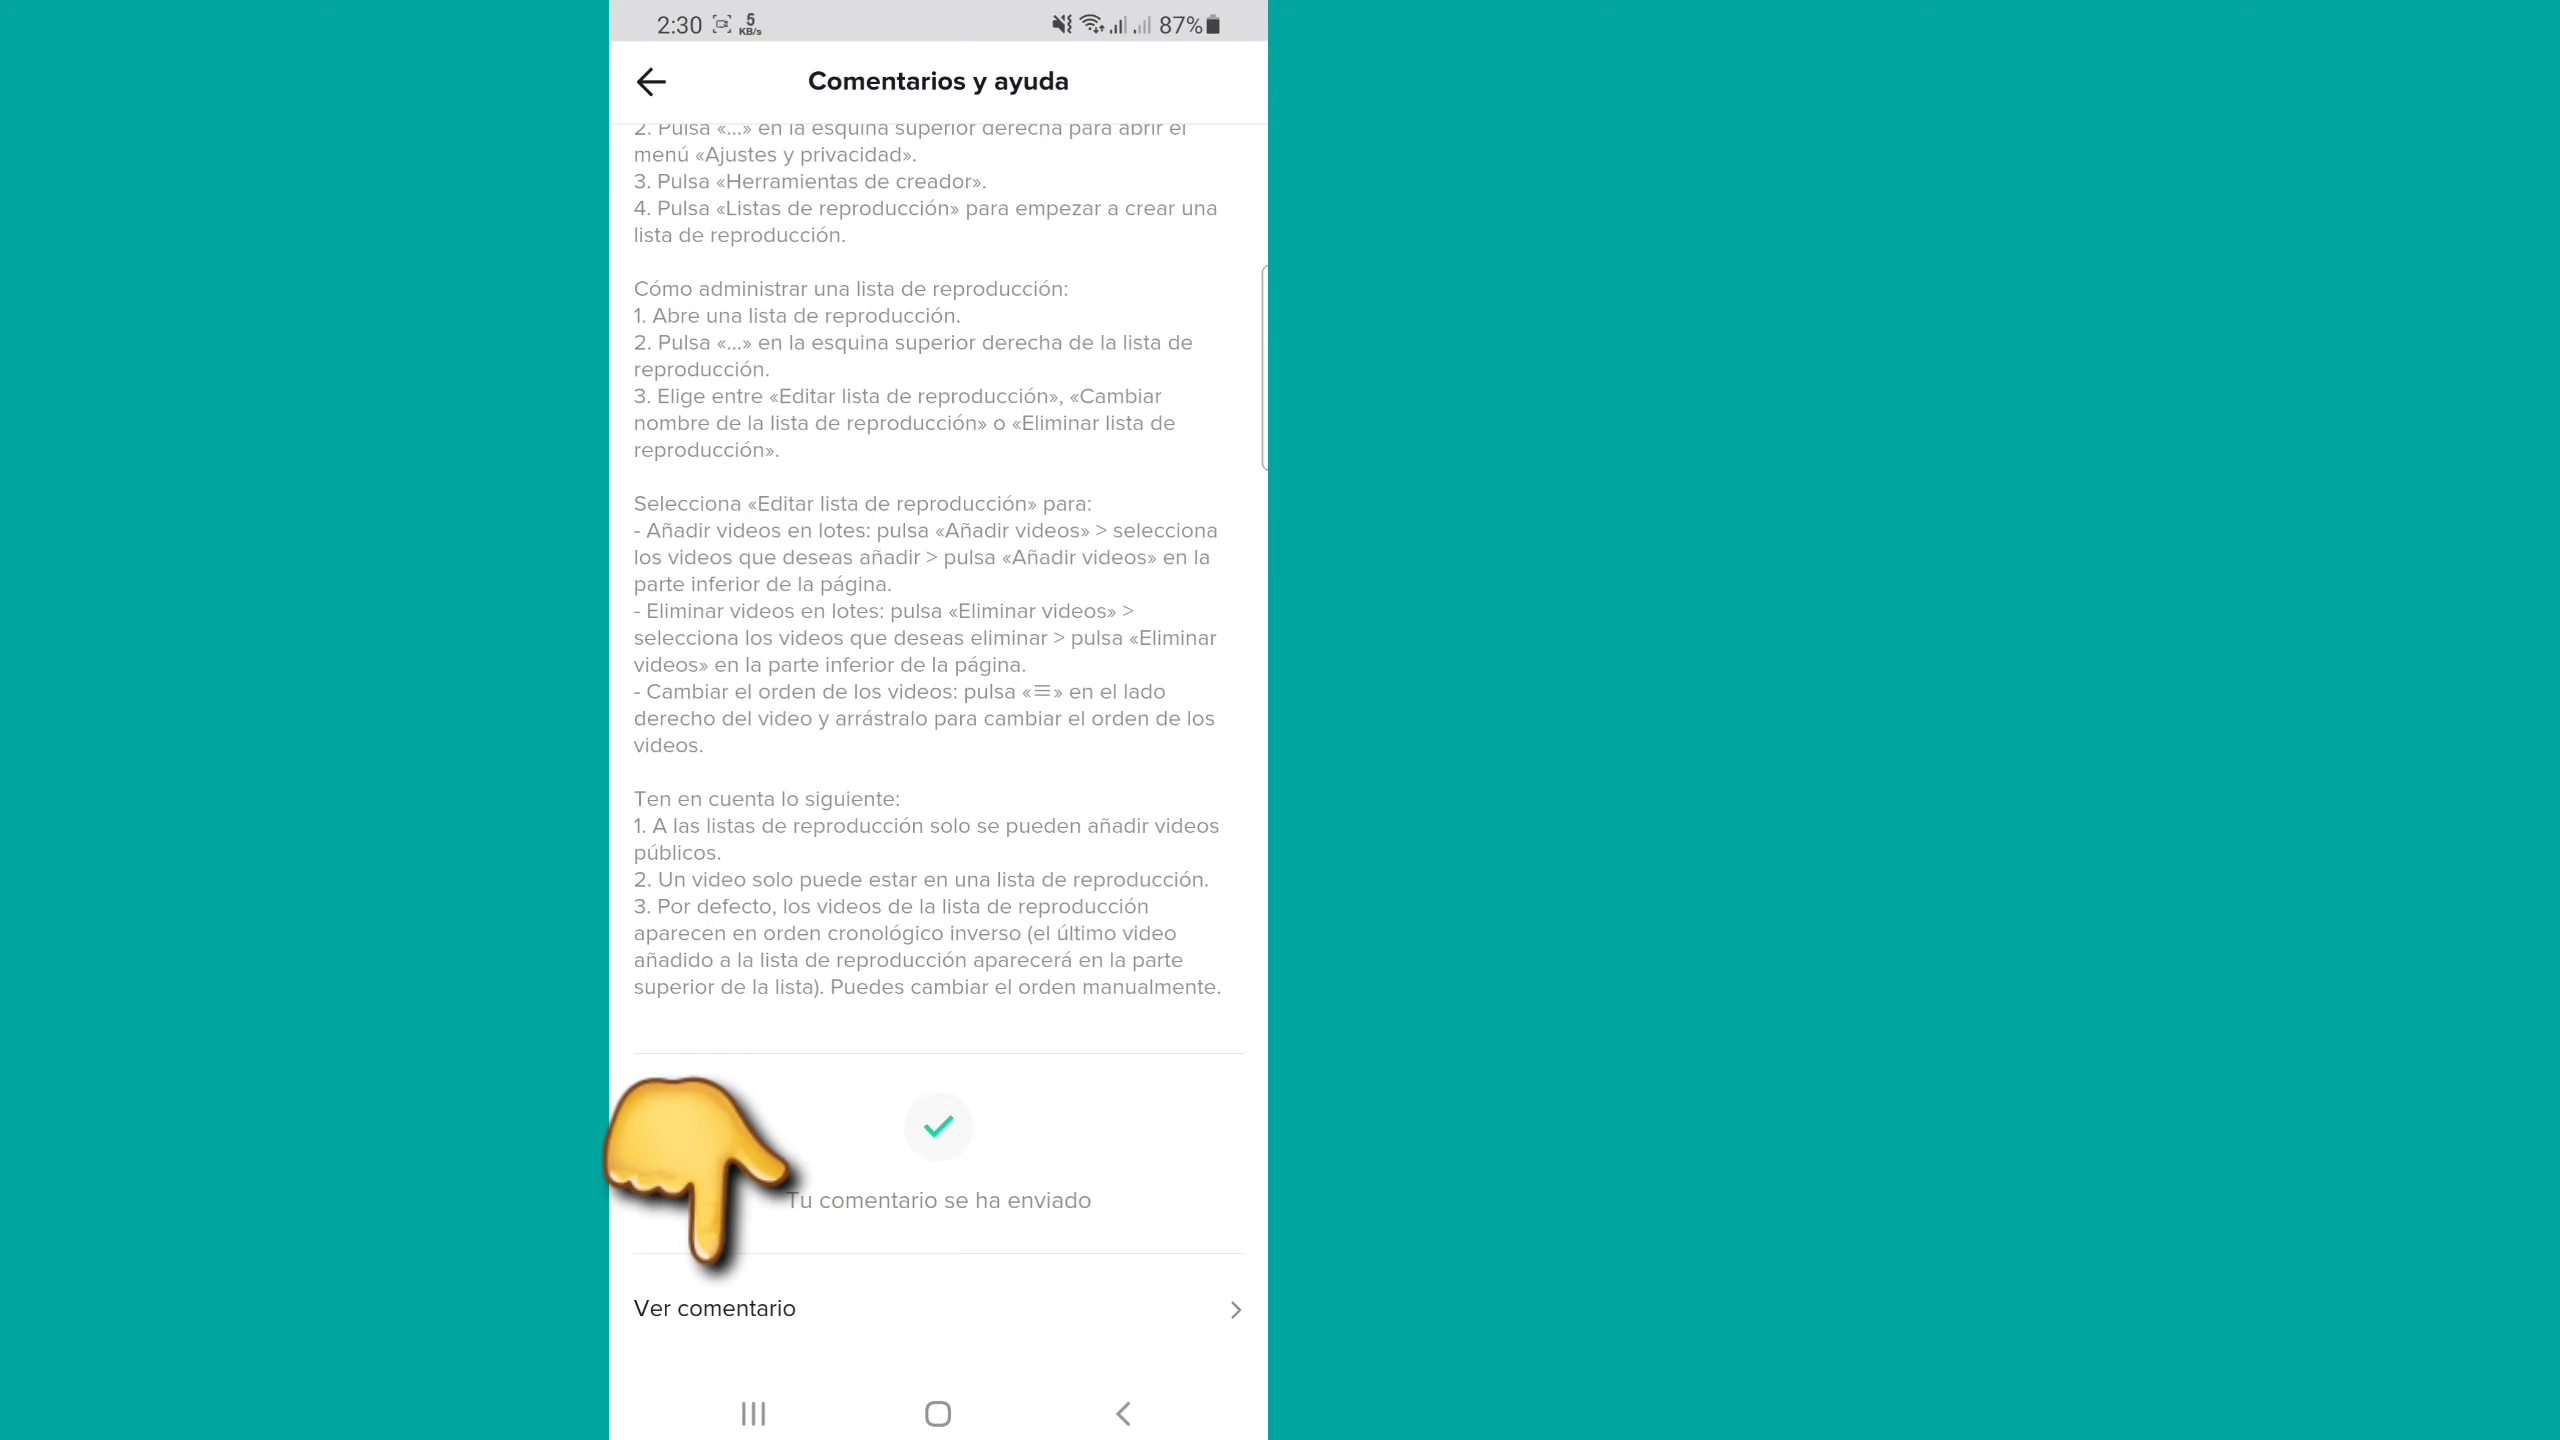 2:30 5 KB/s 87%
Comentarios y ayuda
2. Pulsa «...» en la esquina superior derecha para abrir el
menú «Ajustes y privacidad».
3. Pulsa «Herramientas de creador».
4. Pulsa «Listas de reproducción» para empezar a crear una
lista de reproducción.
Cómo administrar una lista de reproducción:
1. Abre una lista de reproducción.
2. Pulsa «...» en la esquina superior derecha de la lista de
reproducción.
3. Elige entre «Editar lista de reproducción», «Cambiar
nombre de la lista de reproducción» o «Eliminar lista de
reproducción».
Selecciona «Editar lista de reproducción» para:
- Añadir videos en lotes: pulsa «Añadir videos» > selecciona
los videos que deseas añadir > pulsa «Añadir videos» en la
parte inferior de la página.
- Eliminar videos en lotes: pulsa «Eliminar videos» >
selecciona los videos que deseas eliminar > pulsa «Eliminar
videos» en la parte inferior de la página.
- Cambiar el orden de los videos: pulsa «≡» en el lado
derecho del video y arrástralo para cambiar el orden de los
videos.
Ten en cuenta lo siguiente:
1. A las listas de reproducción solo se pueden añadir videos
públicos.
2. Un video solo puede estar en una lista de reproducción.
3. Por defecto, los videos de la lista de reproducción
aparecen en orden cronológico inverso (el último video
añadido a la lista de reproducción aparecerá en la parte
superior de la lista). Puedes cambiar el orden manualmente.
Tu comentario se ha enviado
Ver comentario